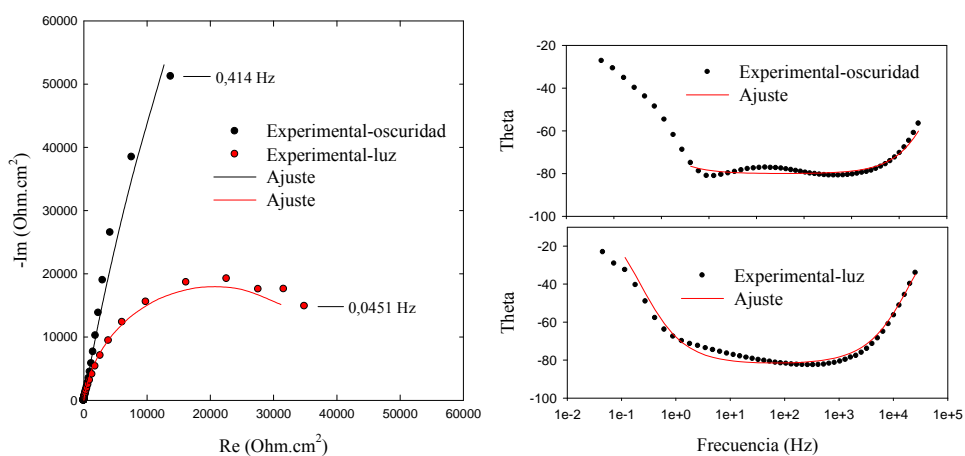 60000
50000
40000
30000
20000
10000
0
-Im (Ohm.cm²)
0,414 Hz
Experimental-oscuridad
Experimental-luz
Ajuste
Ajuste
0,0451 Hz
0 10000 20000 30000 40000 50000 60000
Re (Ohm.cm²)
-20
-40
-60
-80
-100
Theta
Experimental-oscuridad
Ajuste
-20
-40
-60
-80
-100
Theta
Experimental-luz
Ajuste
1e-2 1e-1 1e+0 1e+1 1e+2 1e+3 1e+4 1e+5
Frecuencia (Hz)